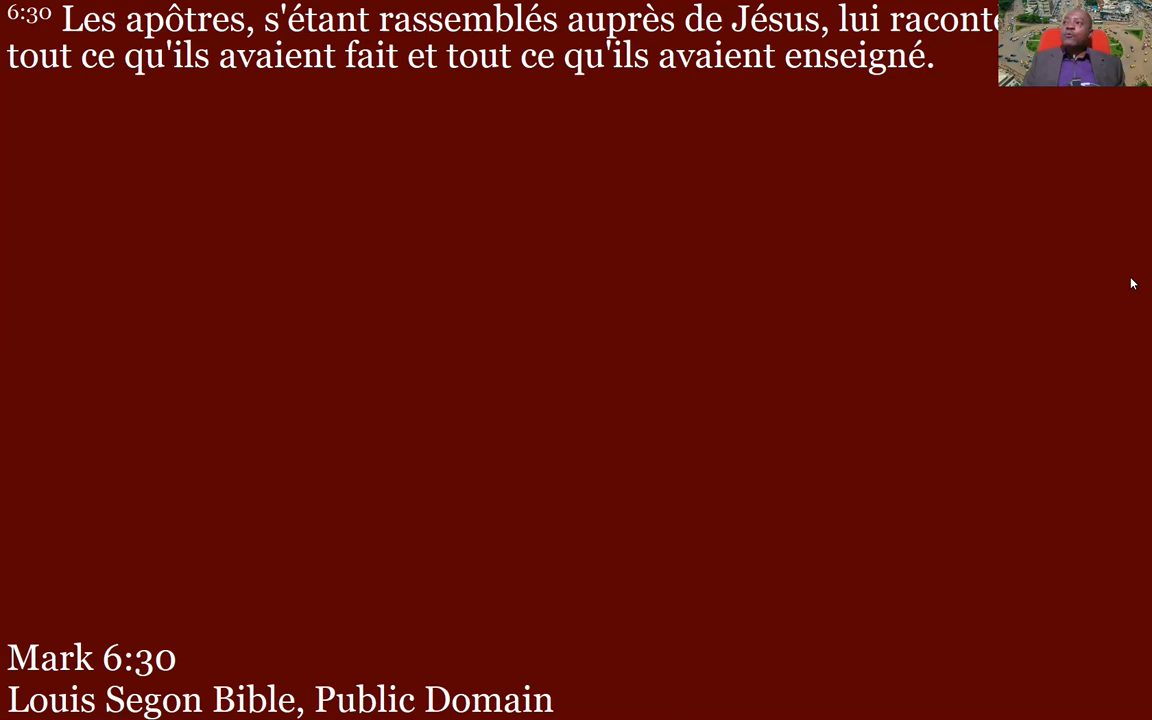 6:30 Les apôtres, s'étant rassemblés auprès de Jésus, lui
tout ce qu'ils avaient fait et tout ce qu'ils avaient enseigné.
Mark 6:30
Louis Segon Bible, Public Domain